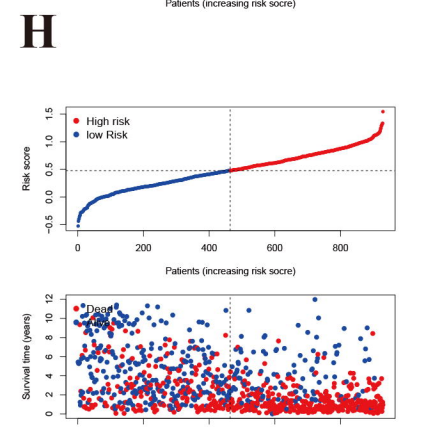 Patients (increasing risk socre)
H
High risk
low Risk
Risk score
1.5
1.0
0.5
0.0
−0.5
0 200 400 600 800
Patients (increasing risk socre)
Dead
Alive
Survival time (years)
12
10
8
6
4
2
0